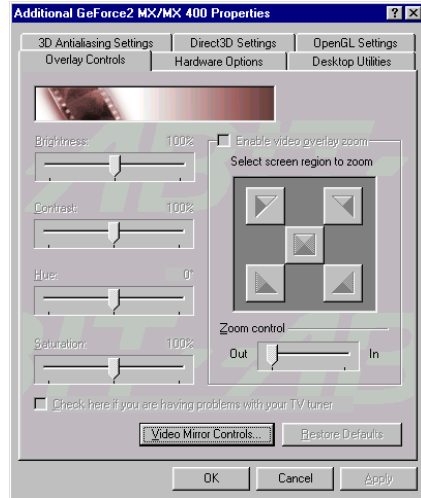 Additional GeForce2 MX/MX 400 Properties
3D Antialiasing Settings
Direct3D Settings
OpenGL Settings
Overlay Controls
Hardware Options
Desktop Utilities
Brightness: 100%
Contrast: 100%
Hue: 0°
Saturation: 100%
Enable video overlay zoom
Select screen region to zoom
Zoom control
Out
In
Check here if you are having problems with your TV tuner
Video Mirror Controls...
Restore Defaults
OK
Cancel
Apply